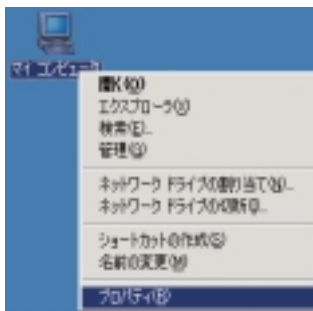 マイ コンピュータ
開く(O)
エクスプローラ(X)
検索(E)...
管理(G)
ネットワーク ドライブの割り当て(N)...
ネットワーク ドライブの切断(I)...
ショートカットの作成(S)
名前の変更(M)
プロパティ(R)